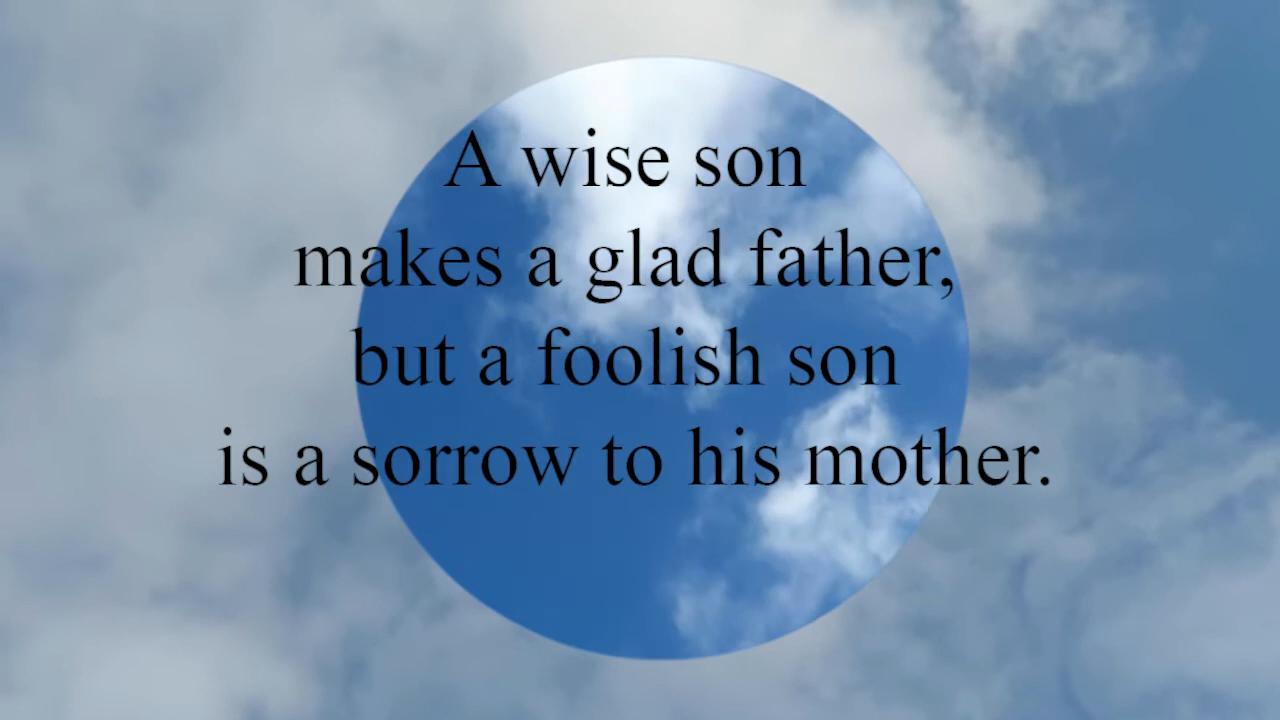 A wise son
makes a glad father,
but a foolish son
is a sorrow to his mother.